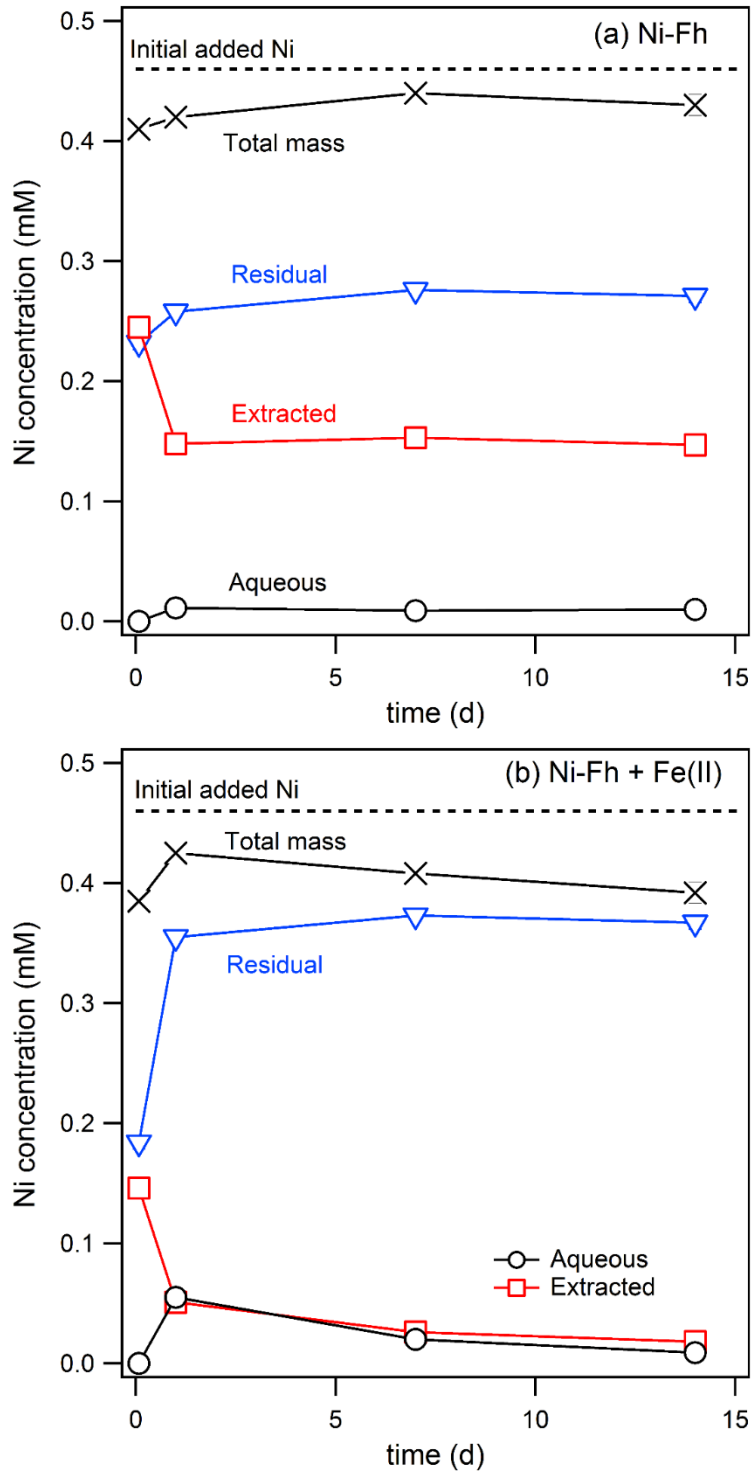 (a) Ni-Fh
Initial added Ni
Total mass
Residual
Extracted
Aqueous
Ni concentration (mM)
0.5
0.4
0.3
0.2
0.1
0.0
0
5
10
15
time (d)
(b) Ni-Fh + Fe(II)
Initial added Ni
Total mass
Residual
Aqueous
Extracted
Ni concentration (mM)
0.5
0.4
0.3
0.2
0.1
0.0
0
5
10
15
time (d)